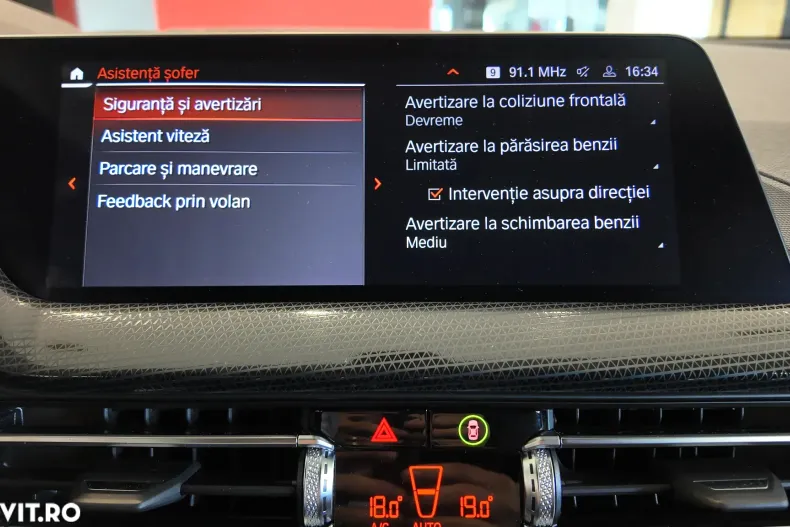 Asistență șofer
9 91.1 MHz 16:34
Siguranță și avertizări
Asistent viteză
Parcare și manevrare
Feedback prin volan
Avertizare la coliziune frontală
Devreme
Avertizare la părăsirea benzii
Limitată
Intervenție asupra direcției
Avertizare la schimbarea benzii
Mediu
18.0° 19.0°
A/C AUTO
VIT.RO